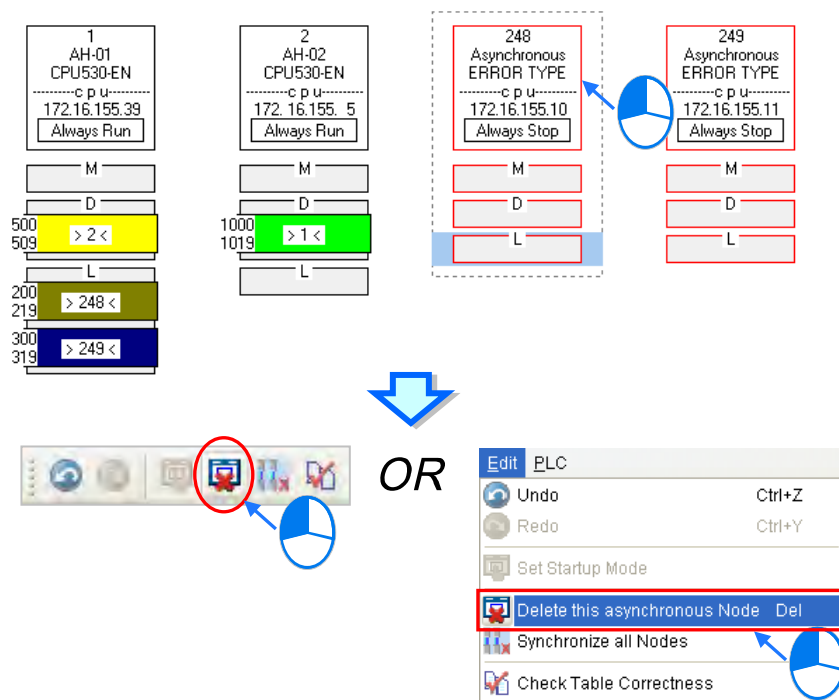 1
AH-01
CPU530-EN
--------c p u--------
172.16.155.39
Always Run
M
D
500
509
> 2 <
L
200
219
> 248 <
300
319
> 249 <
2
AH-02
CPU530-EN
--------c p u--------
172. 16.155.  5
Always Run
M
D
1000
1019
> 1 <
L
248
Asynchronous
ERROR TYPE
--------c p u--------
172.16.155.10
Always Stop
M
D
L
249
Asynchronous
ERROR TYPE
--------c p u--------
172.16.155.11
Always Stop
M
D
L
OR
Edit PLC
Undo Ctrl+Z
Redo Ctrl+Y
Set Startup Mode
Delete this asynchronous Node Del
Synchronize all Nodes
Check Table Correctness